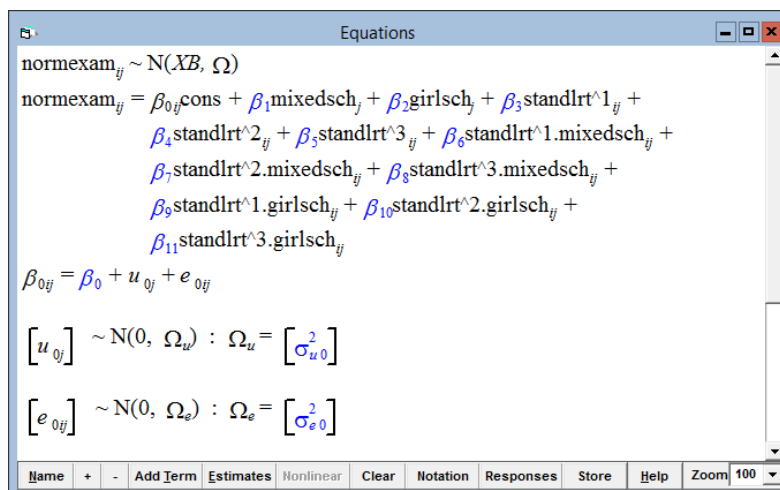 Equations
normexam_ij ~ N(XB, Ω)
normexam_ij = β_0ij cons + β_1 mixedsch_j + β_2 girlsch_j + β_3 standlrt^1_ij +
β_4 standlrt^2_ij + β_5 standlrt^3_ij + β_6 standlrt^1.mixedsch_ij +
β_7 standlrt^2.mixedsch_ij + β_8 standlrt^3.mixedsch_ij +
β_9 standlrt^1.girlsch_ij + β_10 standlrt^2.girlsch_ij +
β_11 standlrt^3.girlsch_ij
β_0ij = β_0 + u_0j + e_0ij
[u_0j] ~ N(0, Ω_u) : Ω_u = [σ²_u0]
[e_0ij] ~ N(0, Ω_e) : Ω_e = [σ²_e0]
Name + - Add Term Estimates Nonlinear Clear Notation Responses Store Help Zoom 100